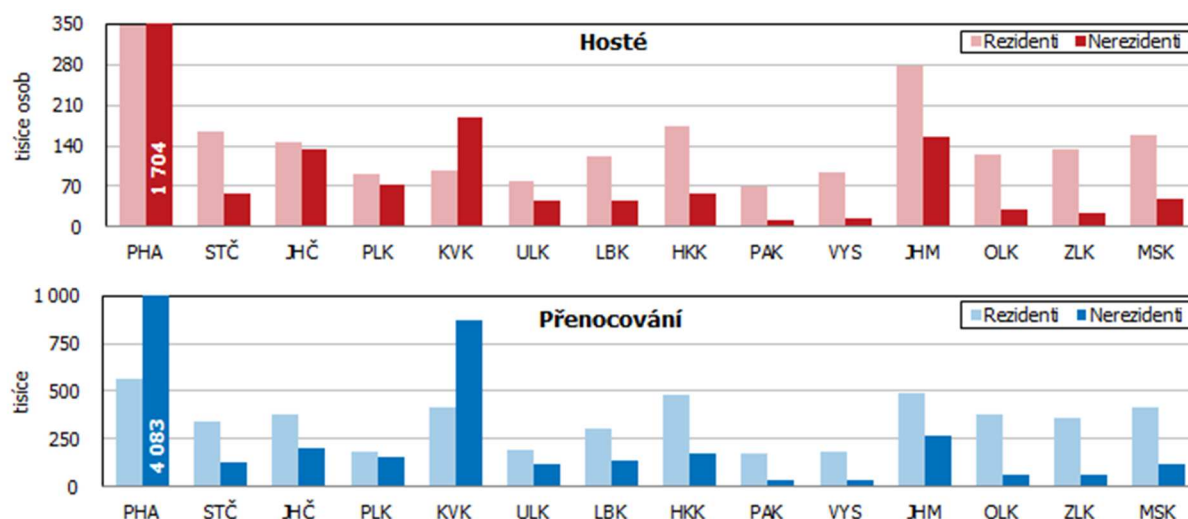 Hosté
Rezidenti Nerezidenti
tisíce osob
350
280
210
140
70
0
1 704
PHA STČ JHČ PLK KVK ULK LBK HKK PAK VYS JHM OLK ZLK MSK
Přenocování
Rezidenti Nerezidenti
tisíce
1 000
750
500
250
0
4 083
PHA STČ JHČ PLK KVK ULK LBK HKK PAK VYS JHM OLK ZLK MSK